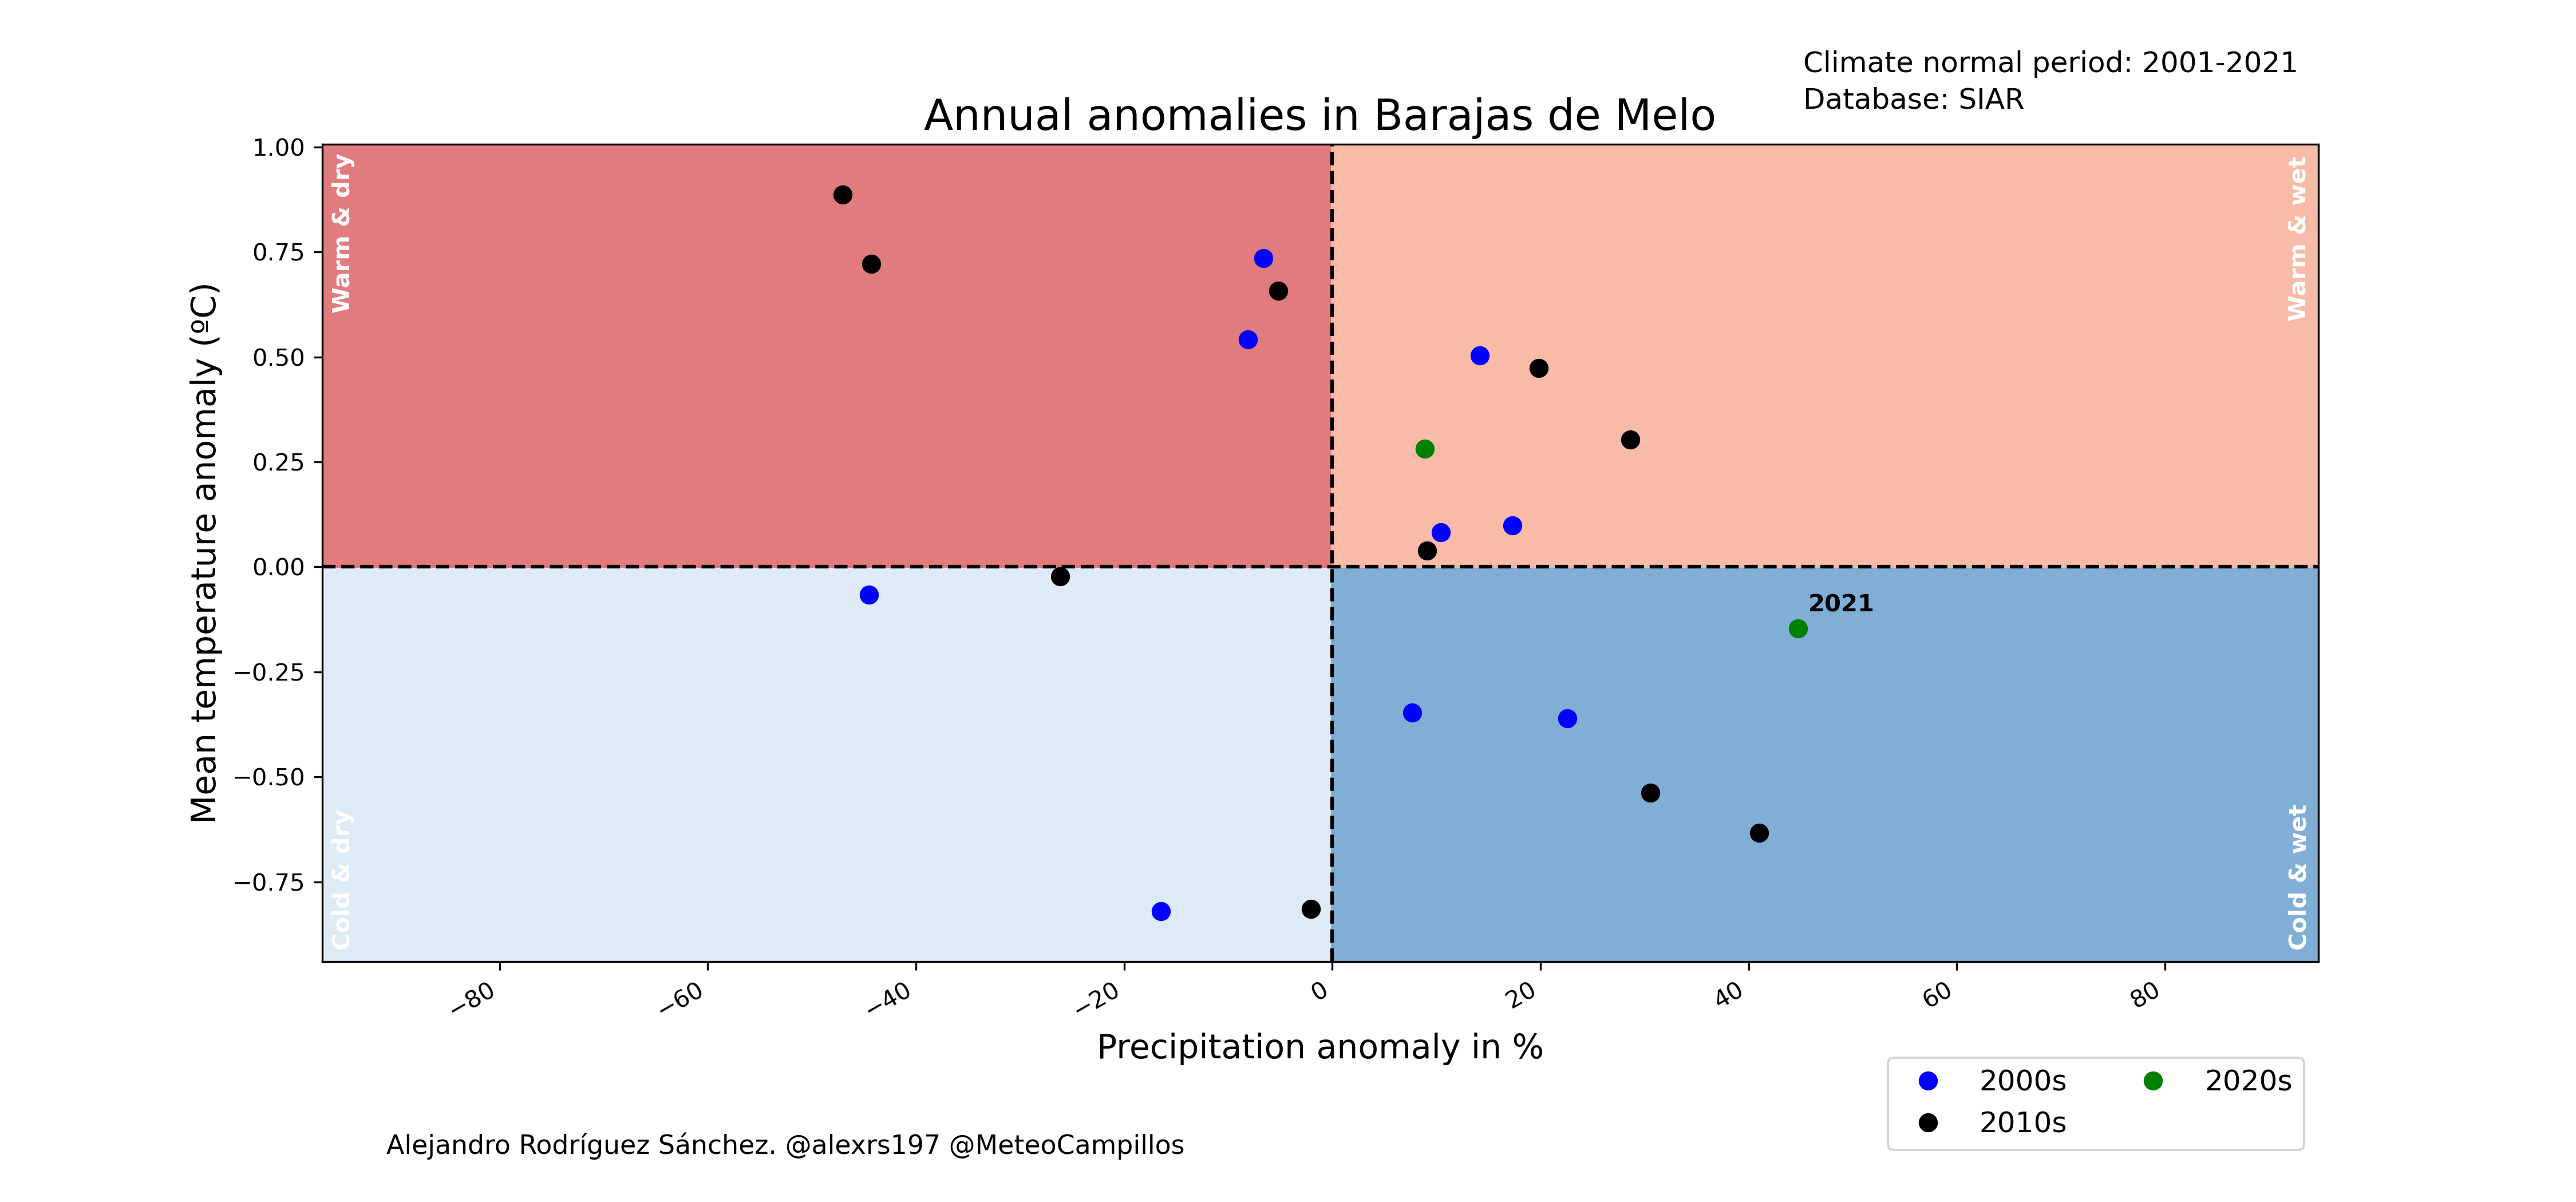 Climate normal period: 2001-2021
Database: SIAR
Annual anomalies in Barajas de Melo
Warm & dry
Warm & wet
Mean temperature anomaly (ºC)
1.00
0.75
0.50
0.25
0.00
−0.25
−0.50
−0.75
2021
Cold & dry
Cold & wet
−80
−60
−40
−20
0
20
40
60
80
Precipitation anomaly in %
2000s
2010s
2020s
Alejandro Rodríguez Sánchez. @alexrs197 @MeteoCampillos